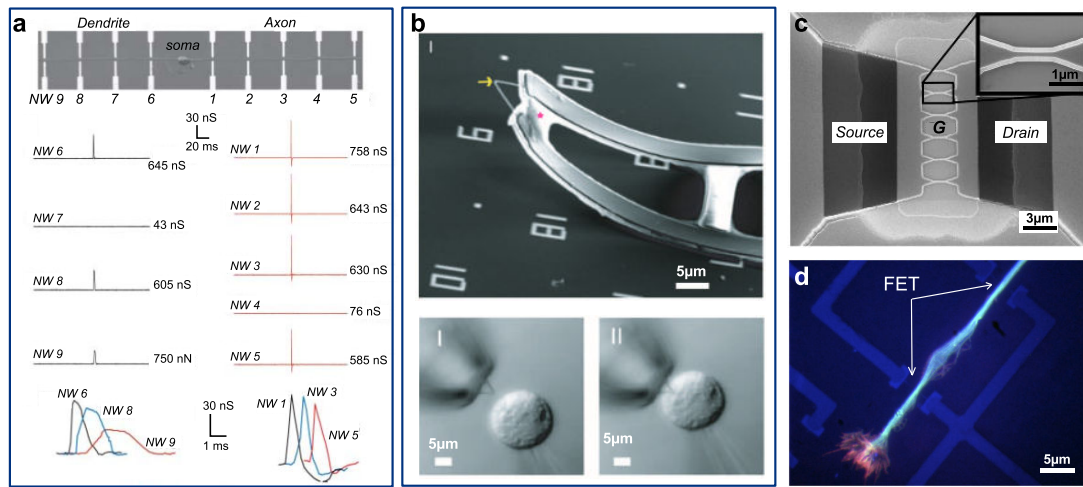 a
Dendrite
Axon
soma
NW 9 8 7 6 1 2 3 4 5
30 nS
20 ms
NW 6
645 nS
NW 7
43 nS
NW 8
605 nS
NW 9
750 nN
NW 1
758 nS
NW 2
643 nS
NW 3
630 nS
NW 4
76 nS
NW 5
585 nS
NW 6
NW 8
NW 9
30 nS
1 ms
NW 1
NW 3
NW 5
b
I
18
9
18
10
5µm
I
5µm
II
5µm
c
1µm
Source
G
Drain
3µm
d
FET
5µm